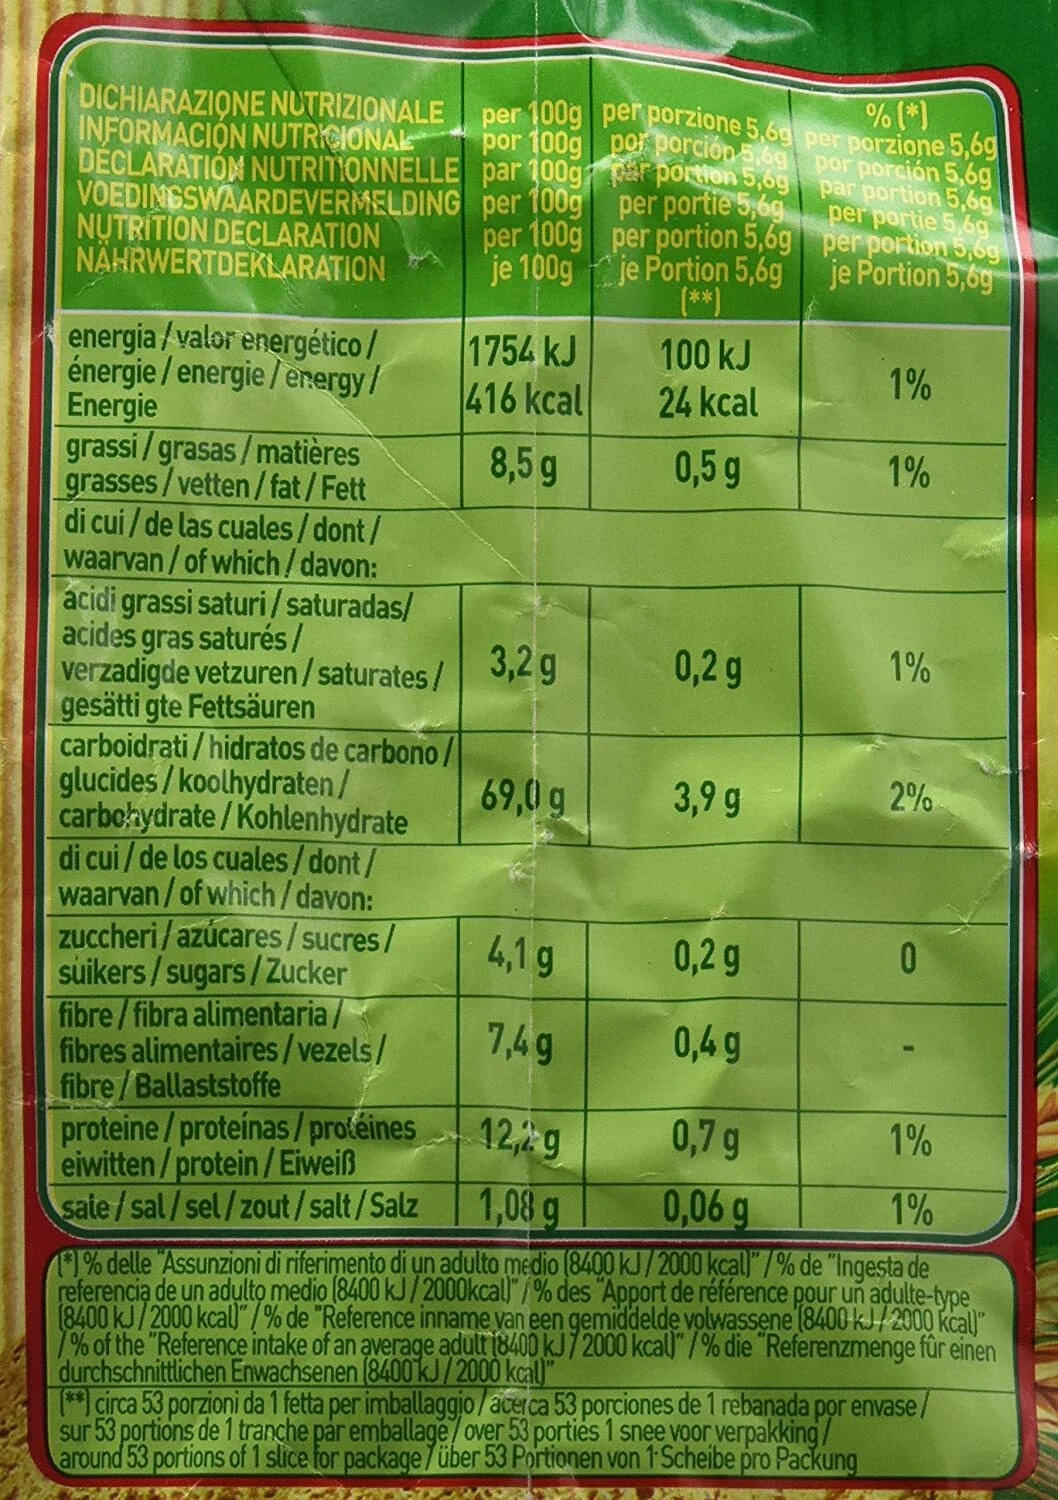 DICHIARAZIONE NUTRIZIONALE per 100g per porzione 5,6g % (*) per porzione 5,6g
INFORMACIÓN NUTRICIONAL por 100g por porción 5,6g por porción 5,6g
DÉCLARATION NUTRITIONNELLE par 100g par portion 5,6g par portion 5,6g
VOEDINGSWAARDEVERMELDING per 100g per portie 5,6g per portie 5,6g
NUTRITION DECLARATION per 100g per portion 5,6g per portion 5,6g
NÄHRWERTDEKLARATION je 100g je Portion 5,6g je Portion 5,6g
(**)
energia / valor energético /
énergie / energie / energy /
Energie
1754 kJ 100 kJ 1%
416 kcal 24 kcal
grassi / grasas / matières
grasses / vetten / fat / Fett
8,5 g 0,5 g 1%
di cui / de las cuales / dont /
waarvan / of which / davon:
acidi grassi saturi / saturadas/
acides gras saturés /
verzadigde vetzuren / saturates /
gesätti gte Fettsäuren
3,2 g 0,2 g 1%
carboidrati / hidratos de carbono /
glucides / koolhydraten /
carbohydrate / Kohlenhydrate
69,0 g 3,9 g 2%
di cui / de los cuales / dont /
waarvan / of which / davon:
zuccheri / azúcares / sucres /
suikers / sugars / Zucker
4,1 g 0,2 g 0
fibre / fibra alimentaria /
fibres alimentaires / vezels /
fibre / Ballaststoffe
7,4 g 0,4 g -
proteine / proteínas / protéines
eiwitten / protein / Eiweiß
12,2 g 0,7 g 1%
sale / sal / sel / zout / salt / Salz 1,08 g 0,06 g 1%
(*) % delle "Assunzioni di riferimento di un adulto medio (8400 kJ / 2000 kcal)" / % de "Ingesta de
referencia de un adulto medio (8400 kJ / 2000kcal)" / % des "Apport de référence pour un adulte-type
(8400 kJ / 2000 kcal)" / % de "Reference inname van een gemiddelde volwassene (8400 kJ / 2000 kcal)"
/ % of the "Reference intake of an average adult (8400 kJ / 2000 kcal)" / % die "Referenzmenge fûr einen
durchschnittlichen Enwachsenen (8400 kJ / 2000 kcal)"
(**) circa 53 porzioni da 1 fetta per imballaggio / acerca 53 porciones de 1 rebanada por envase /
sur 53 portions de 1 tranche par emballage / over 53 porties 1 snee voor verpakking /
around 53 portions of 1 slice for package / über 53 Portionen von 1 Scheibe pro Packung